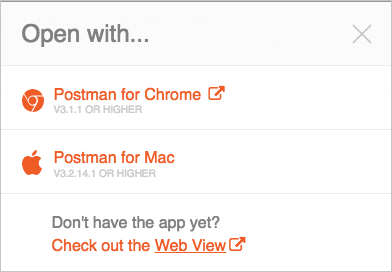 Open with...
Postman for Chrome
V3.1.1 OR HIGHER
Postman for Mac
V3.2.14.1 OR HIGHER
Don't have the app yet?
Check out the Web View